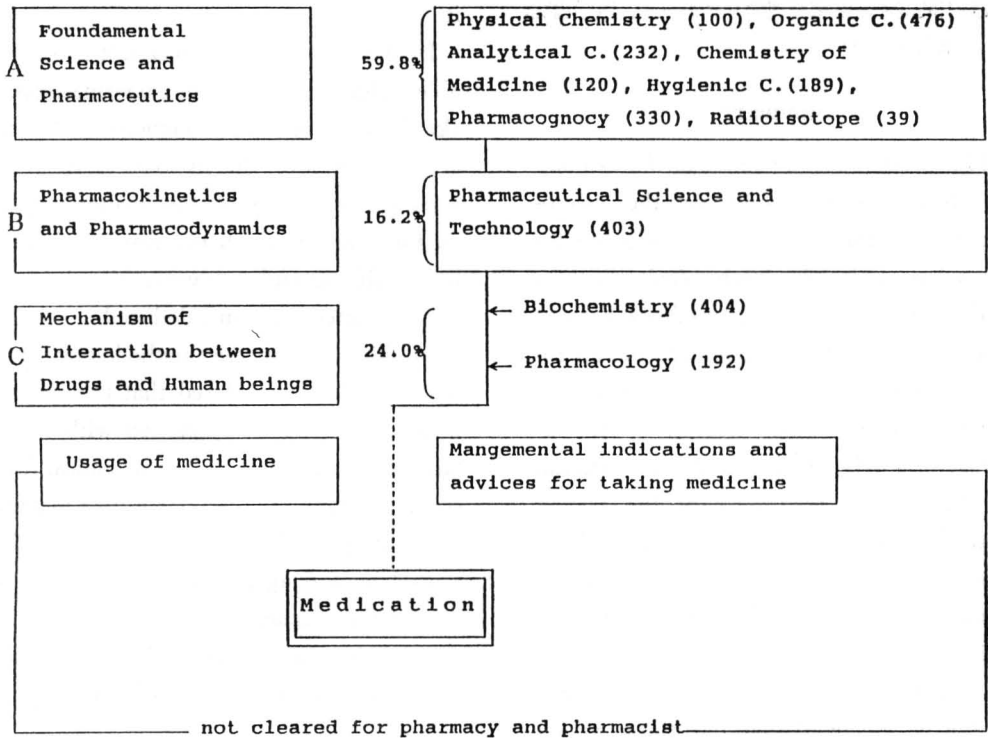 A
Foundamental
Science and
Pharmaceutics
59.8%
Physical Chemistry (100), Organic C.(476)
Analytical C.(232), Chemistry of
Medicine (120), Hygienic C.(189),
Pharmacognocy (330), Radioisotope (39)
B
Pharmacokinetics
and Pharmacodynamics
16.2%
Pharmaceutical Science and
Technology (403)
C
Mechanism of
Interaction between
Drugs and Human beings
24.0%
Biochemistry (404)
Pharmacology (192)
Usage of medicine
Mangemental indications and
advices for taking medicine
Medication
not cleared for pharmacy and pharmacist